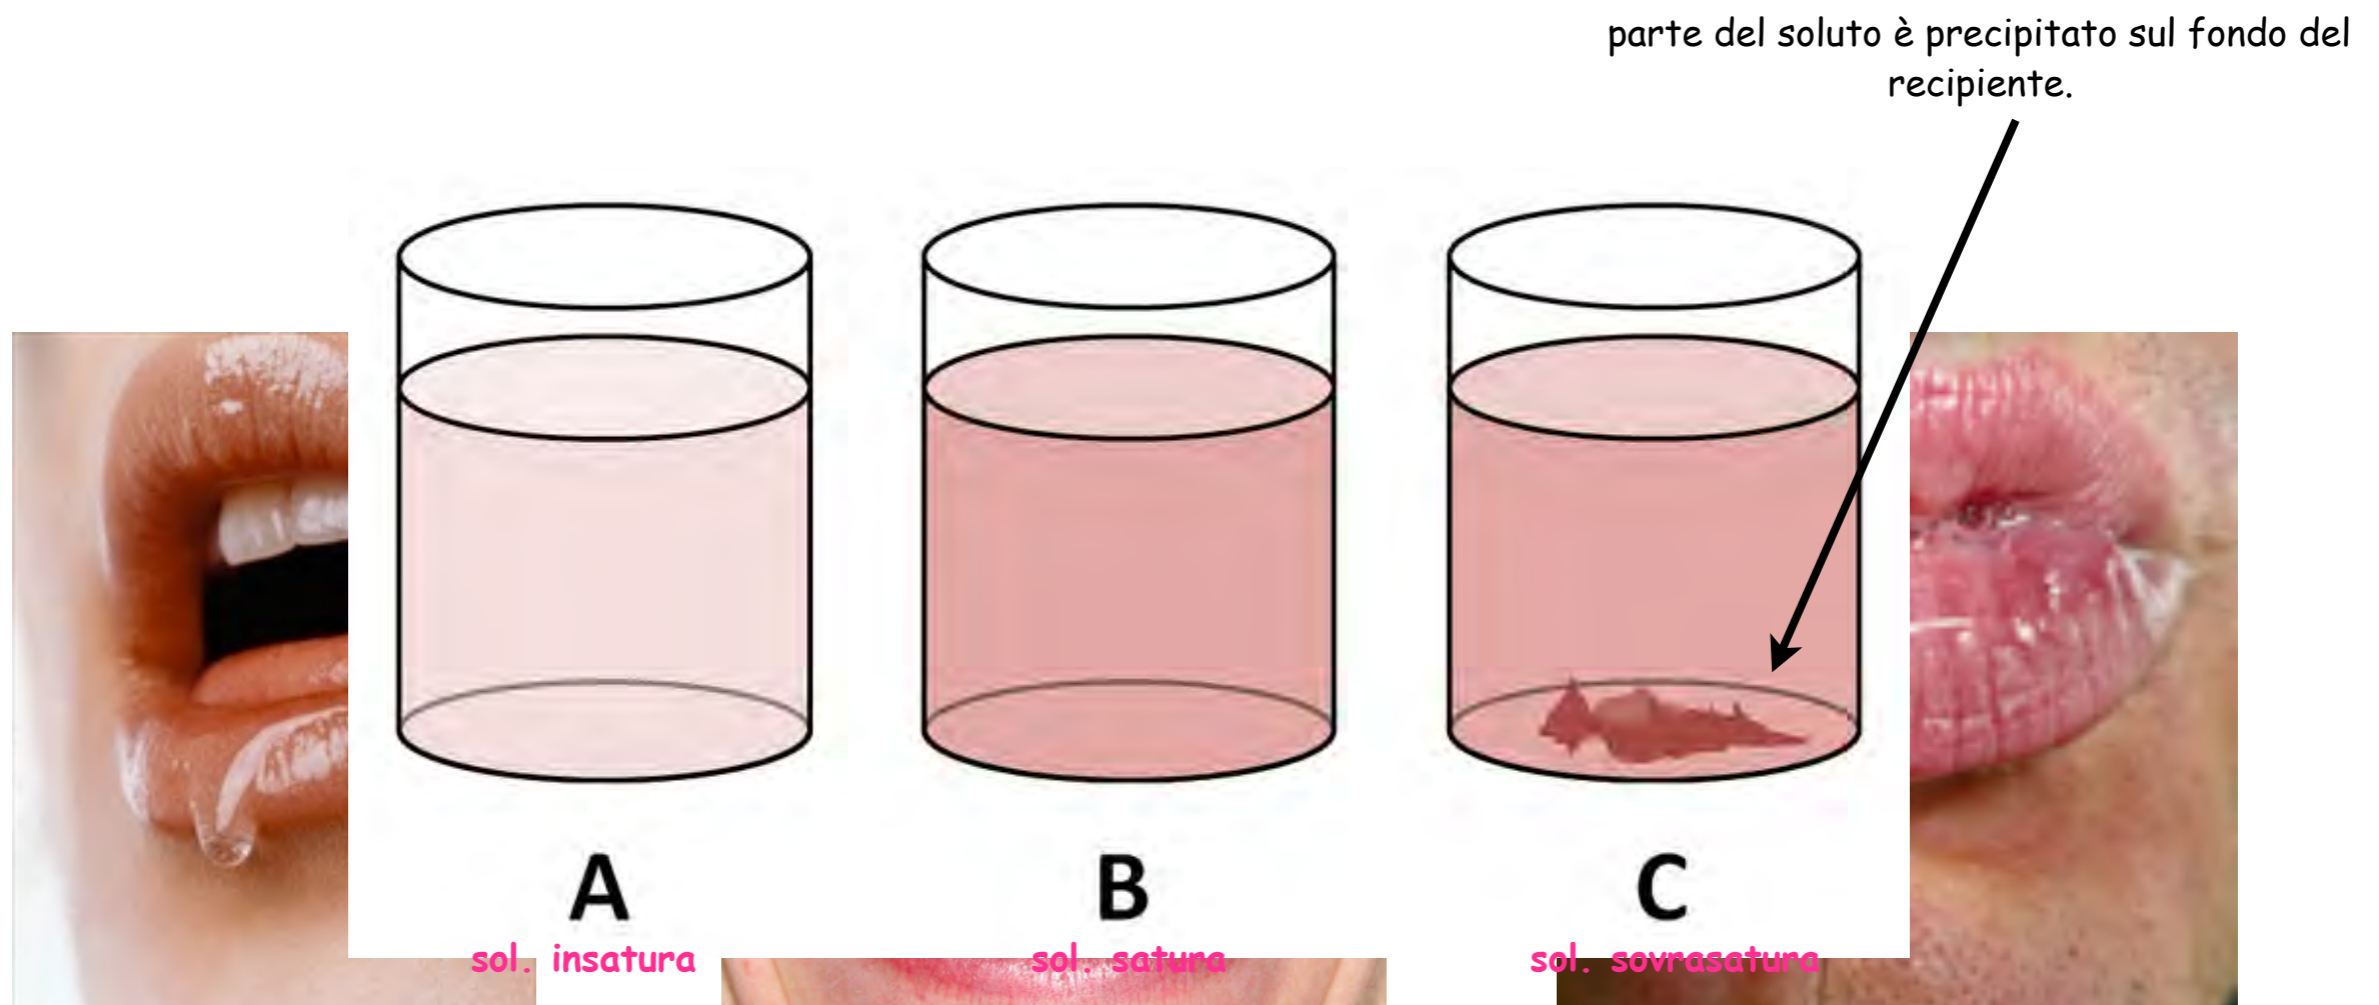 parte del soluto è precipitato sul fondo del
recipiente.
A
B
C
sol. insatura
sol. satura
sol. sovrasatura